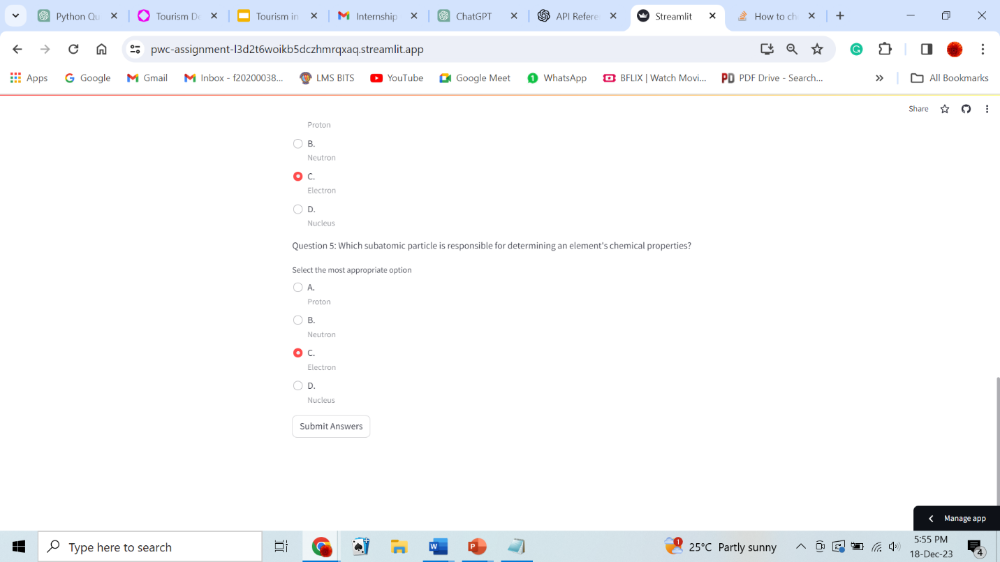 Python Qu
Tourism De
Tourism in
Internship
ChatGPT
API Refere
Streamlit
How to ch
pwc-assignment-l3d2t6woikb5dczhmrqxaq.streamlit.app
Apps
Google
Gmail
Inbox - f20200038...
LMS BITS
YouTube
Google Meet
1
WhatsApp
BFLIX | Watch Movi...
PD
PDF Drive - Search...
All Bookmarks
Share
Proton
B.
Neutron
C.
Electron
D.
Nucleus
Question 5: Which subatomic particle is responsible for determining an element's chemical properties?
Select the most appropriate option
A.
Proton
B.
Neutron
C.
Electron
D.
Nucleus
Submit Answers
Manage app
Type here to search
W
P
1
25°C Partly sunny
5:55 PM
18-Dec-23
4